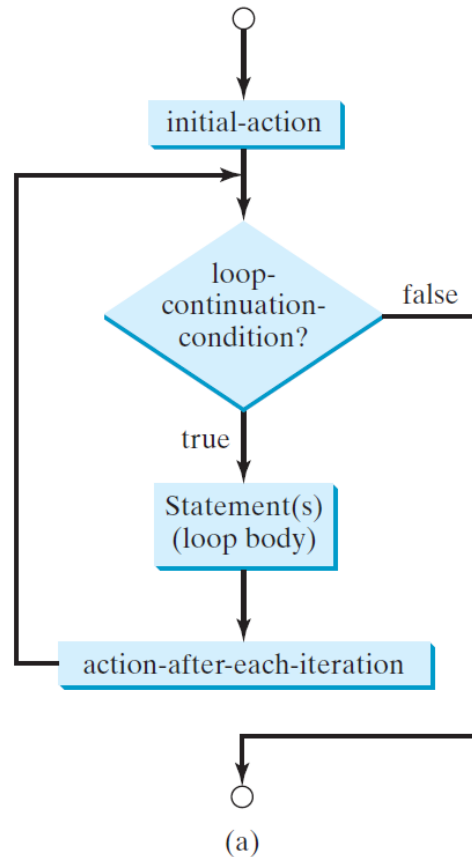 initial-action
loop-
continuation-
condition?
false
true
Statement(s)
(loop body)
action-after-each-iteration
(a)